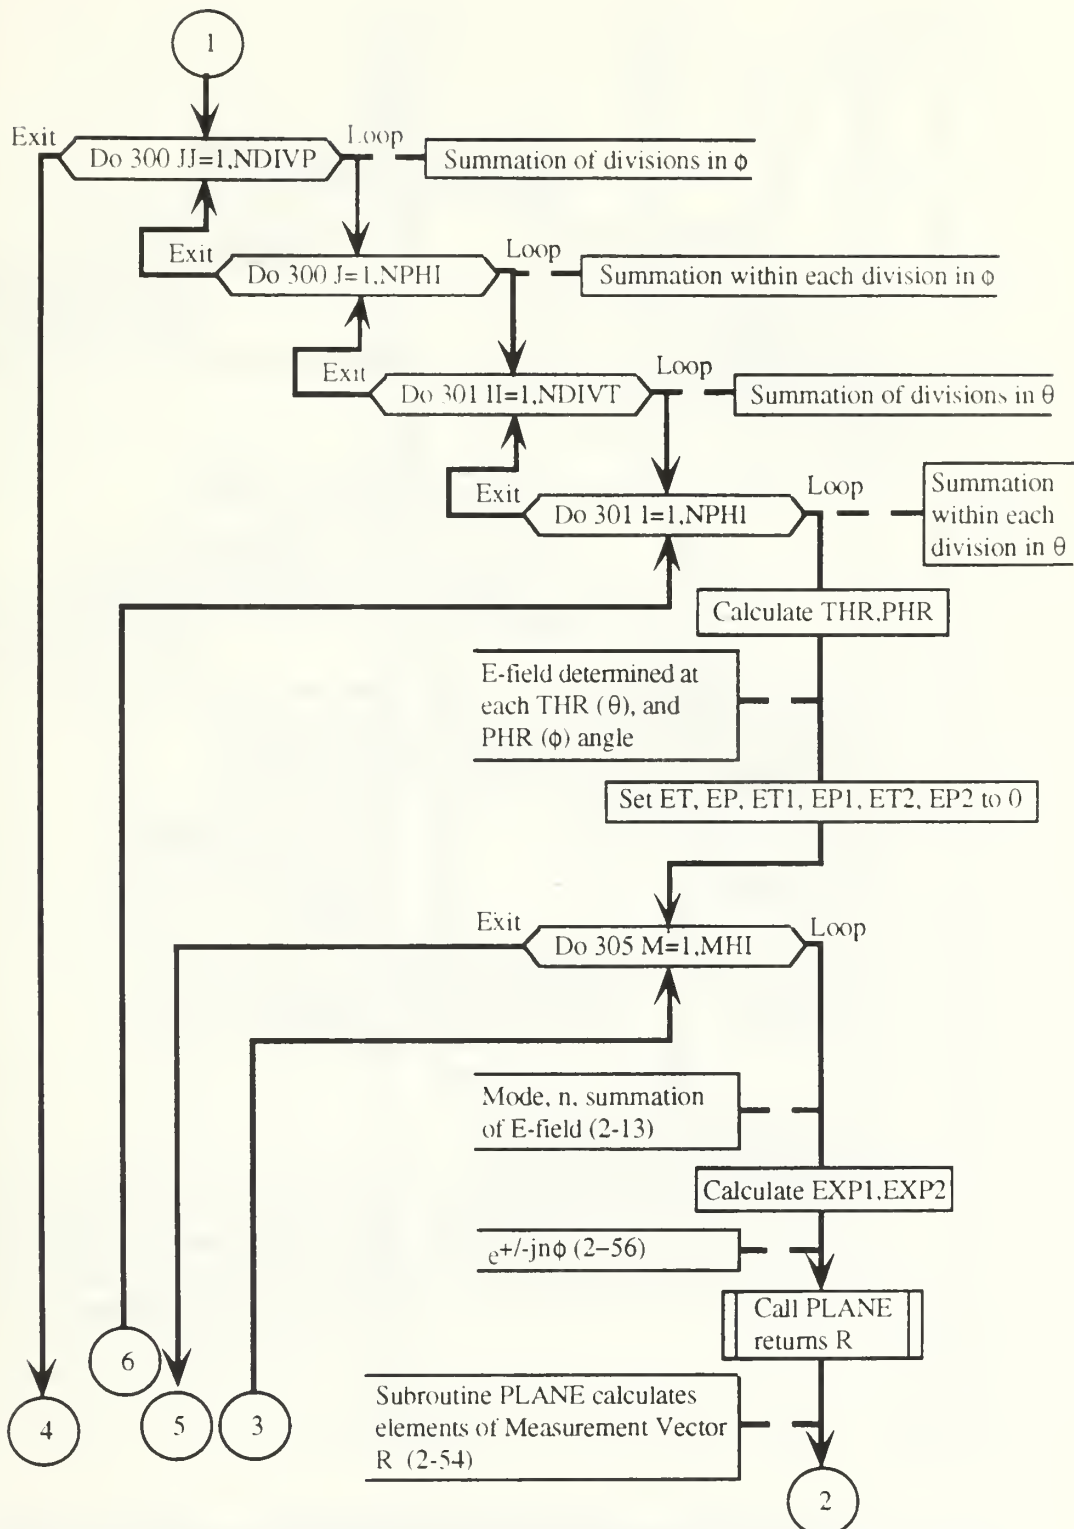 1
Exit
Do 300 JJ=1,NDIVP
Loop
Summation of divisions in ϕ
Exit
Do 300 J=1,NPHI
Loop
Summation within each division in ϕ
Exit
Do 301 II=1,NDIVT
Loop
Summation of divisions in θ
Exit
Do 301 I=1,NPHI
Loop
Summation
within each
division in θ
Calculate THR,PHR
E-field determined at
each THR (θ), and
PHR (ϕ) angle
Set ET, EP, ET1, EP1, ET2, EP2 to 0
Exit
Do 305 M=1,MHI
Loop
Mode, n, summation
of E-field (2-13)
Calculate EXP1,EXP2
e+/-jnϕ (2-56)
Call PLANE
returns R
6
Subroutine PLANE calculates
elements of Measurement Vector
R (2-54)
4
5
3
2